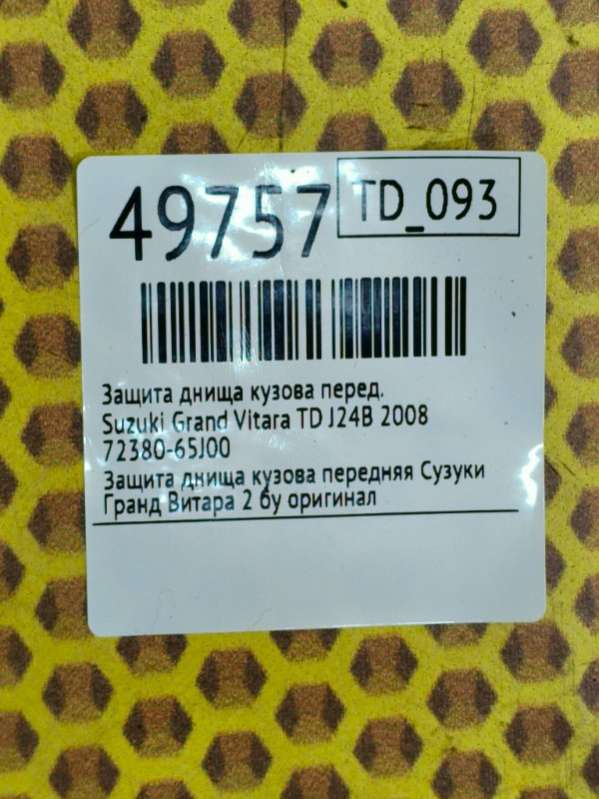 49757
TD_093
Защита днища кузова перед.
Suzuki Grand Vitara TD J24B 2008
72380-65J00
Защита днища кузова передняя Сузуки
Гранд Витара 2 бу оригинал